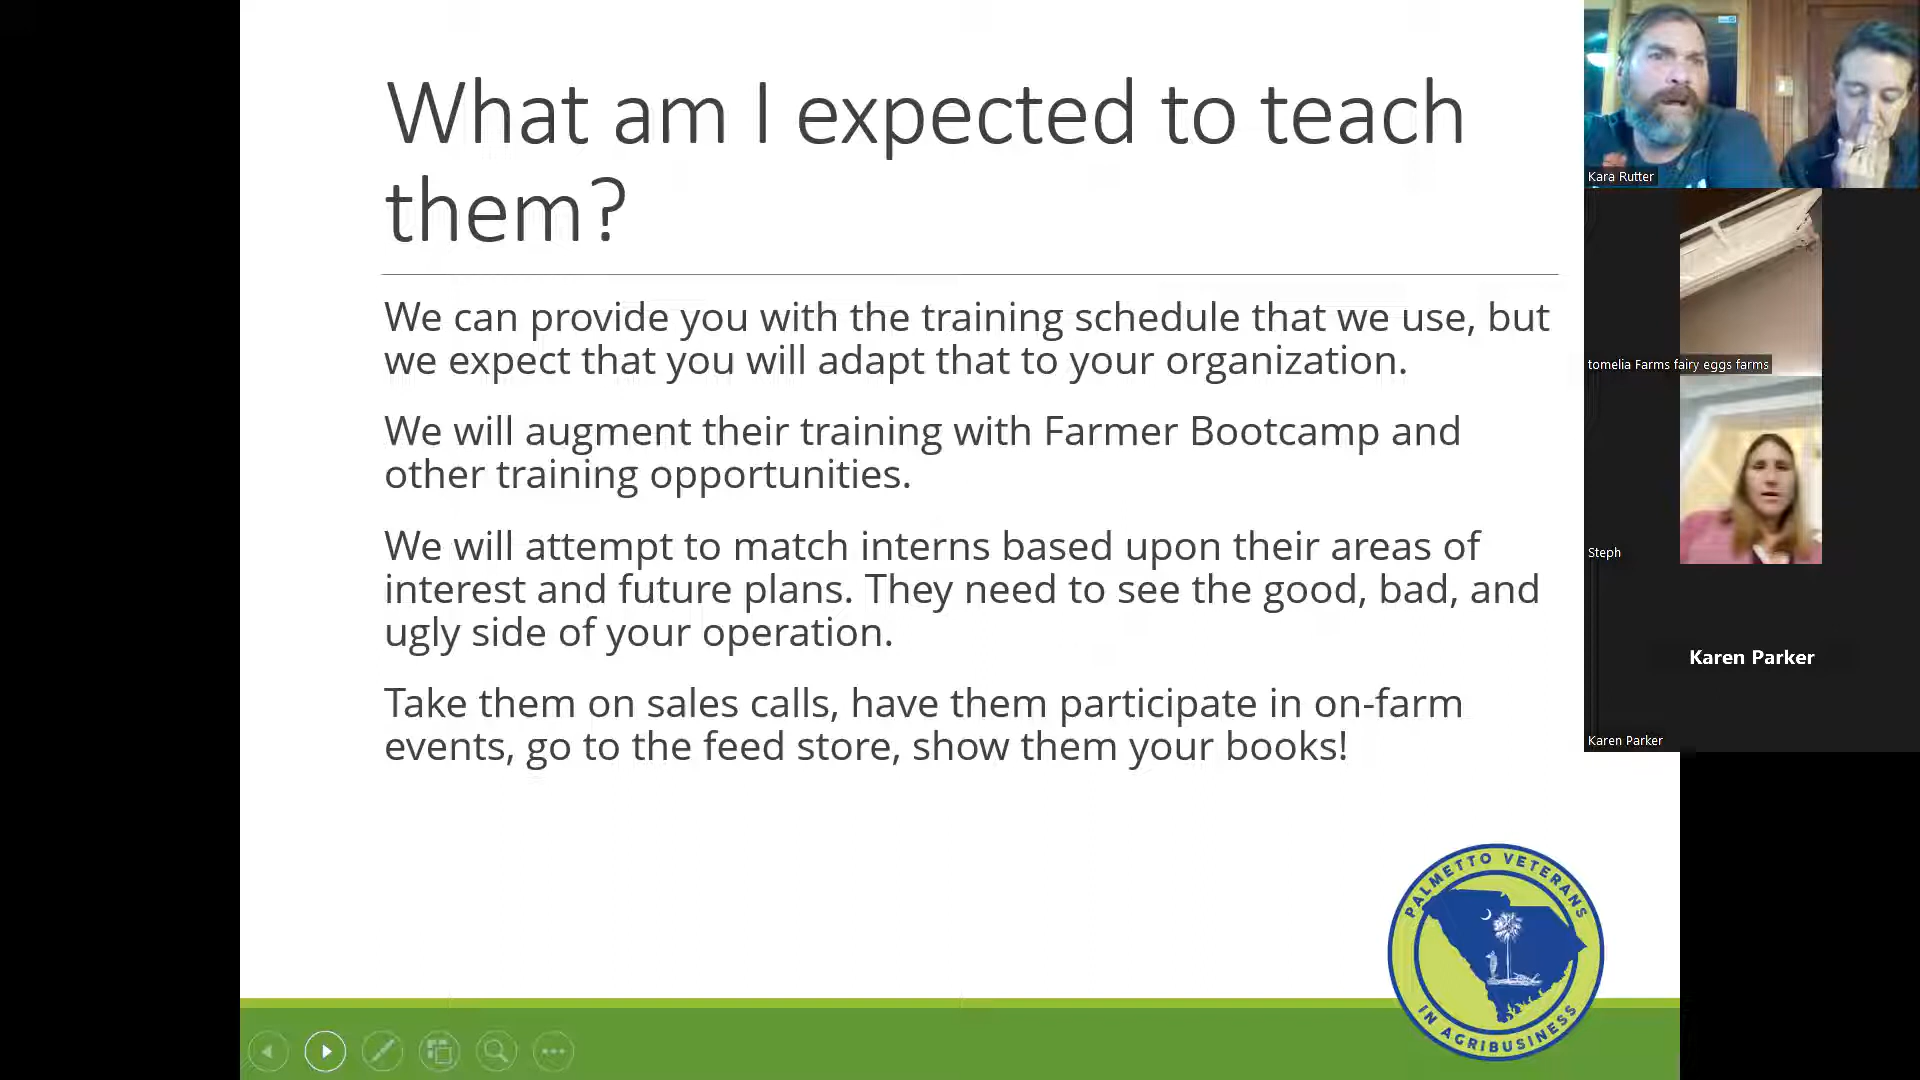 What am I expected to teach
them?
We can provide you with the training schedule that we use, but
we expect that you will adapt that to your organization.
We will augment their training with Farmer Bootcamp and
other training opportunities.
We will attempt to match interns based upon their areas of
interest and future plans. They need to see the good, bad, and
ugly side of your operation.
Take them on sales calls, have them participate in on-farm
events, go to the feed store, show them your books!
PALMETTO VETERANS
IN AGRIBUSINESS
Kara Rutter
tomelia Farms fairy eggs farms
Steph
Karen Parker
Karen Parker